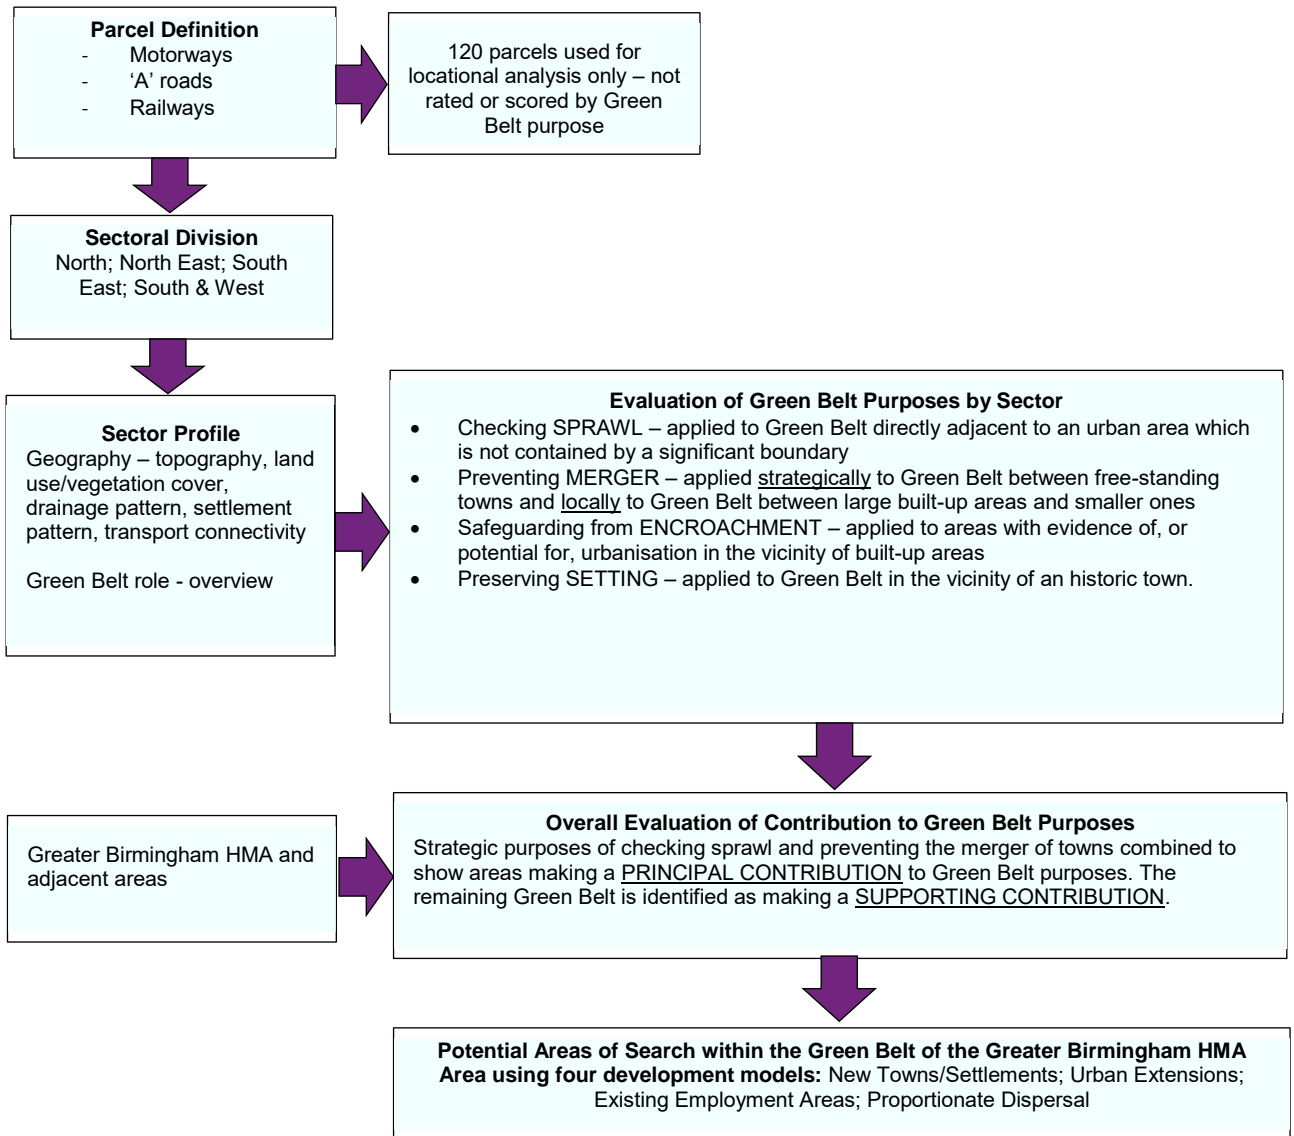 Parcel Definition
- Motorways
- ‘A’ roads
- Railways
120 parcels used for
locational analysis only – not
rated or scored by Green
Belt purpose
Sectoral Division
North; North East; South
East; South & West
Sector Profile
Geography – topography, land
use/vegetation cover,
drainage pattern, settlement
pattern, transport connectivity
Green Belt role - overview
Evaluation of Green Belt Purposes by Sector
• Checking SPRAWL – applied to Green Belt directly adjacent to an urban area which
is not contained by a significant boundary
• Preventing MERGER – applied strategically to Green Belt between free-standing
towns and locally to Green Belt between large built-up areas and smaller ones
• Safeguarding from ENCROACHMENT – applied to areas with evidence of, or
potential for, urbanisation in the vicinity of built-up areas
• Preserving SETTING – applied to Green Belt in the vicinity of an historic town.
Greater Birmingham HMA and
adjacent areas
Overall Evaluation of Contribution to Green Belt Purposes
Strategic purposes of checking sprawl and preventing the merger of towns combined to
show areas making a PRINCIPAL CONTRIBUTION to Green Belt purposes. The
remaining Green Belt is identified as making a SUPPORTING CONTRIBUTION.
Potential Areas of Search within the Green Belt of the Greater Birmingham HMA
Area using four development models: New Towns/Settlements; Urban Extensions;
Existing Employment Areas; Proportionate Dispersal